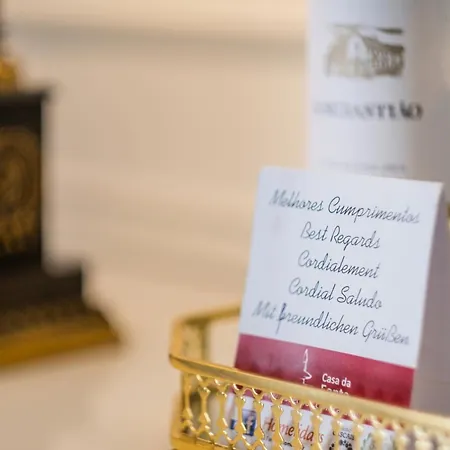 Melhores Cumprimentos
Best Regards
Cordialement
Cordial Saludo
Mit freundlichen Grüßen
Casa da